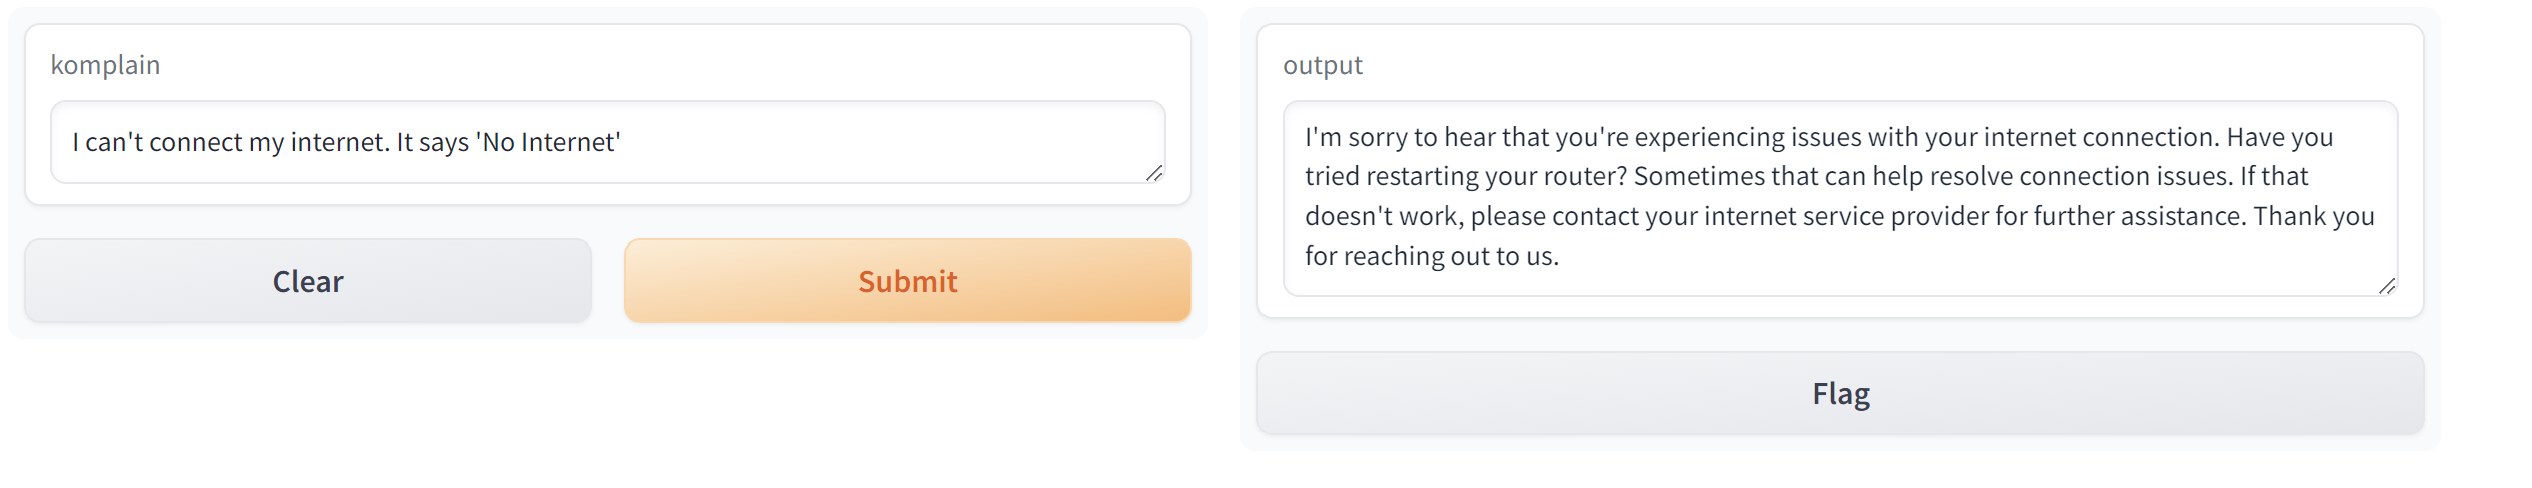 komplain
I can't connect my internet. It says 'No Internet'
Clear
Submit
output
I'm sorry to hear that you're experiencing issues with your internet connection. Have you
tried restarting your router? Sometimes that can help resolve connection issues. If that
doesn't work, please contact your internet service provider for further assistance. Thank you
for reaching out to us.
Flag